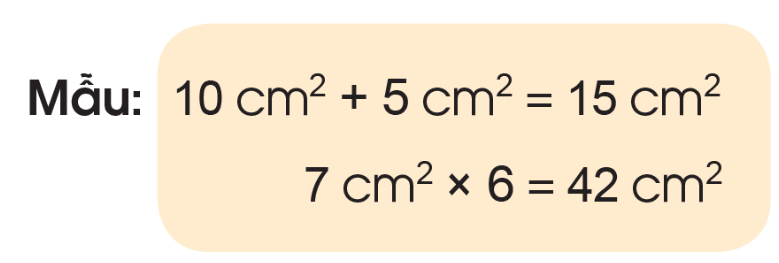 Mẫu: 10 cm² + 5 cm² = 15 cm²
7 cm² × 6 = 42 cm²